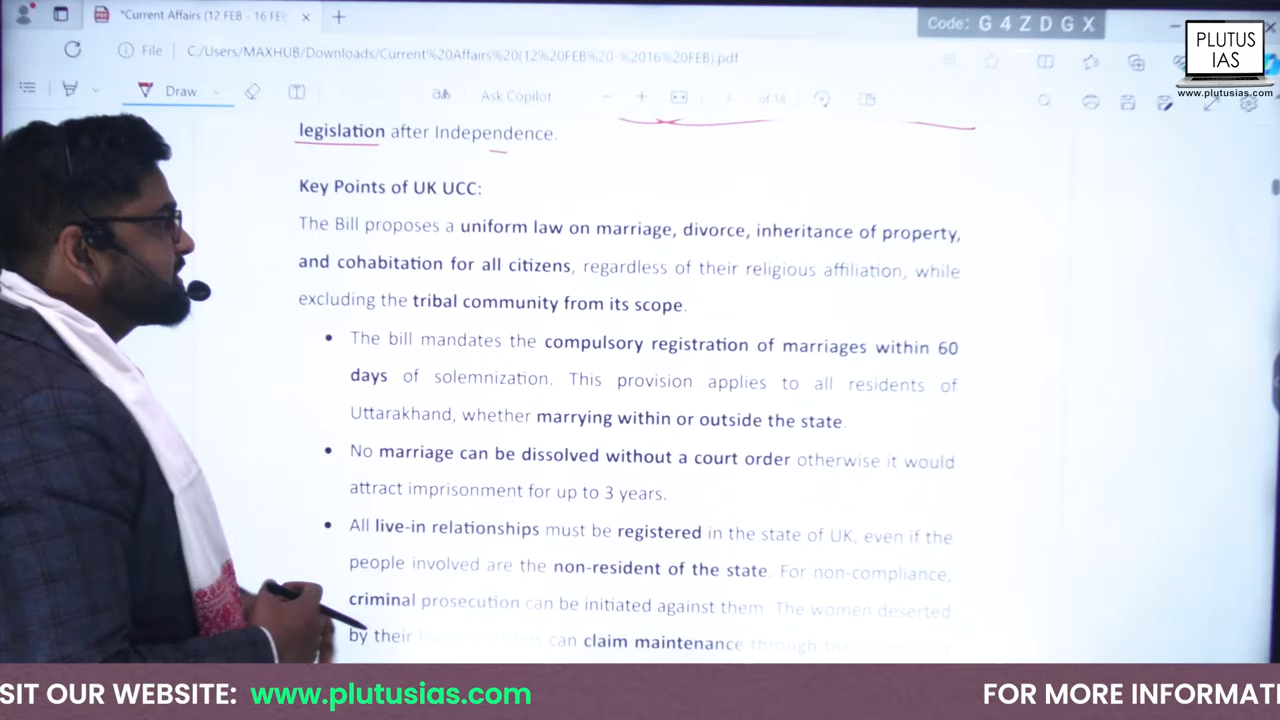 *Current Affairs (12 FEB - 16 FEB
Code: G 4 Z D G X
PLUTUS
IAS
www.plutusias.com
File | C:/Users/MAXHUB/Downloads/Current%20Affairs%20(12%20FEB%20-%2016%20FEB).pdf
Draw
Ask Copilot
of 16
legislation after Independence.
Key Points of UK UCC:
The Bill proposes a uniform law on marriage, divorce, inheritance of property,
and cohabitation for all citizens, regardless of their religious affiliation, while
excluding the tribal community from its scope.
• The bill mandates the compulsory registration of marriages within 60
days of solemnization. This provision applies to all residents of
Uttarakhand, whether marrying within or outside the state.
• No marriage can be dissolved without a court order otherwise it would
attract imprisonment for up to 3 years.
• All live-in relationships must be registered in the state of UK, even if the
people involved are the non-resident of the state. For non-compliance,
criminal prosecution can be initiated against them. The women deserted
by their can claim maintenance through the
SIT OUR WEBSITE: www.plutusias.com
FOR MORE INFORMATI